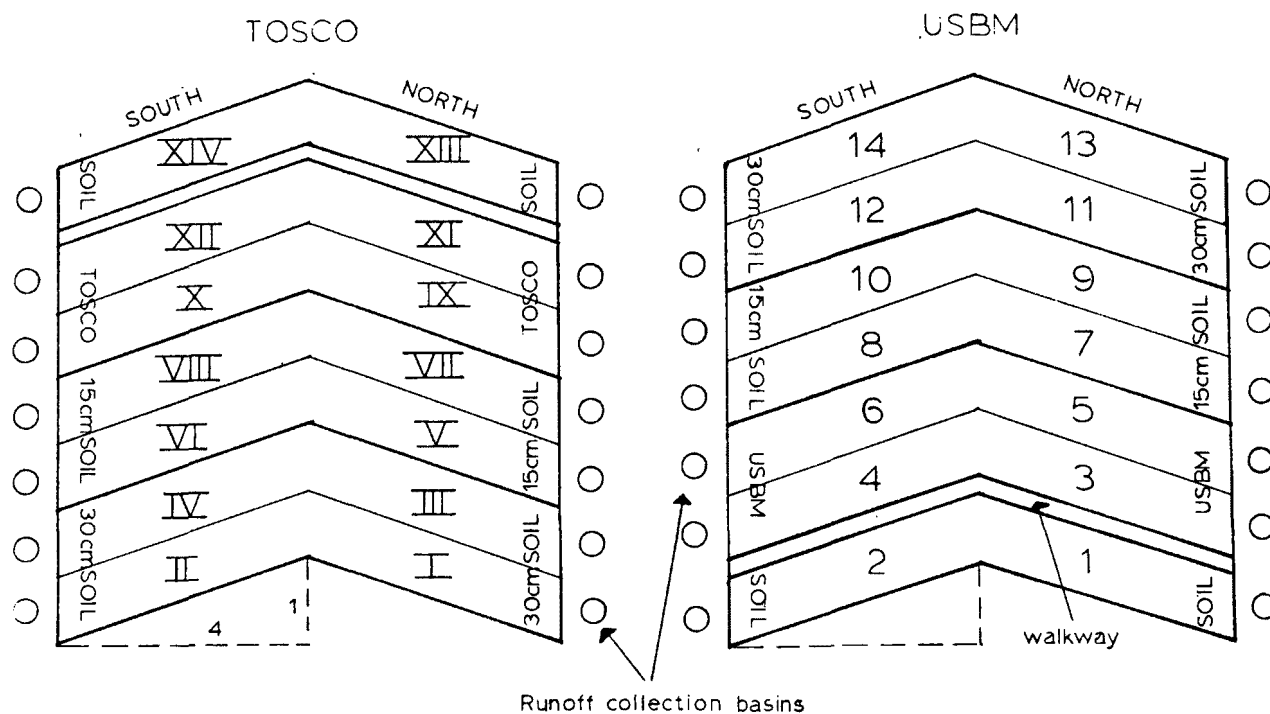 TOSCO
SOUTH
NORTH
XIV
XIII
SOIL
SOIL
XII
XI
TOSCO
X
IX
TOSCO
VIII
VII
15cm SOIL
VI
V
15cm SOIL
IV
III
30cm SOIL
II
I
30cm SOIL
4
1
USBM
SOUTH
NORTH
14
13
30cm SOIL
12
11
30cm SOIL
10
9
15cm SOIL
8
7
15cm SOIL
6
5
USBM
4
3
USBM
SOIL
2
1
SOIL
walkway
Runoff collection basins